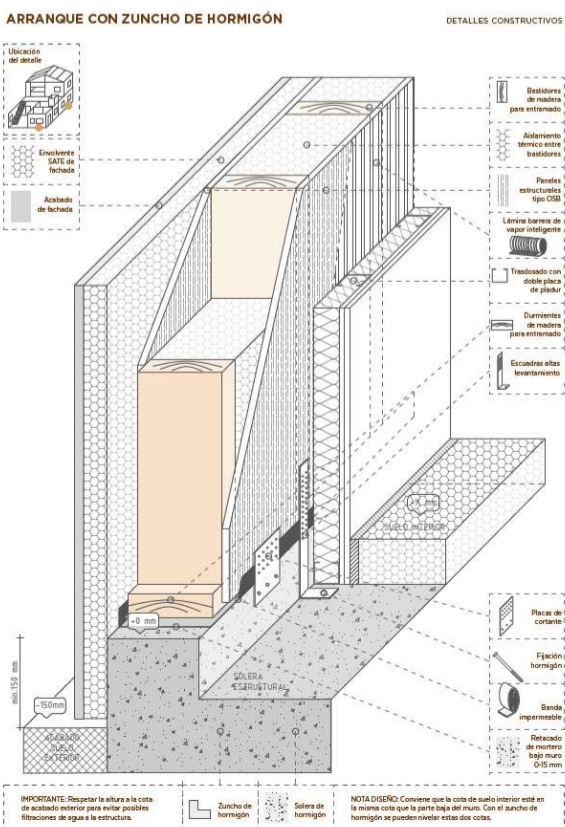 ARRANQUE CON ZUNCHO DE HORMIGÓN
DETALLES CONSTRUCTIVOS
Ubicación
del detalle
Envolvente
SATE de
fachada
Acabado
de fachada
Bastidores
de madera
para entramado
Aislamiento
térmico entre
bastidores
Paneles
estructurales
tipo OSB
Lámina barrera de
vapor inteligente
Trasdosado con
doble placa
de pladur
Durmientes
de madera
para entramado
Escuadras altas
levantamiento
+X mm
SUELO INTERIOR
+0 mm
SOLERA
ESTRUCTURAL
min.150 mm
-150mm
ACABADO
SUELO
EXTERIOR
Placas de
cortante
Fijación
hormigón
Banda
impermeable
Retacado
de mortero
bajo muro
0-15 mm
IMPORTANTE: Respetar la altura a la cota
de acabado exterior para evitar posibles
filtraciones de agua a la estructura.
Zuncho de
hormigón
Solera de
hormigón
NOTA DISEÑO: Conviene que la cota de suelo interior esté en
la misma cota que la parte baja del muro. Con el zuncho de
hormigón se pueden nivelar estas dos cotas.